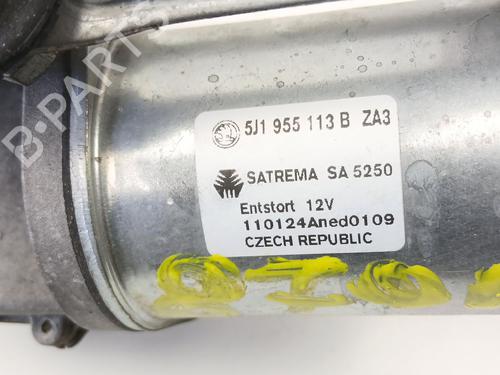 B-PARTS
5J1 955 113 B ZA3
SATREMA SA 5250
Entstort 12V
110124Aned0109
CZECH REPUBLIC